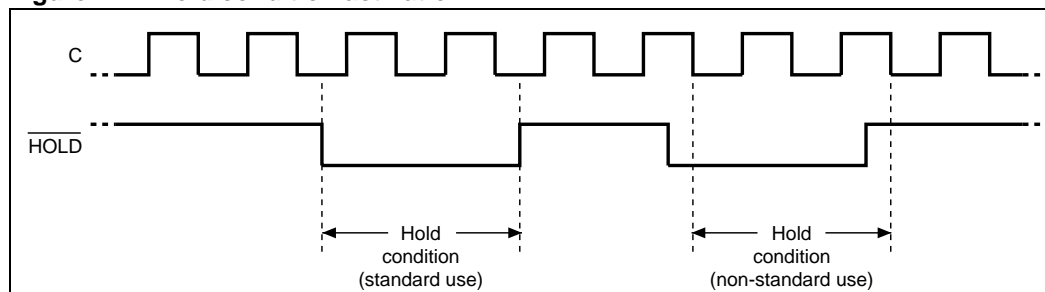 C
HOLD
Hold
condition
(standard use)
Hold
condition
(non-standard use)